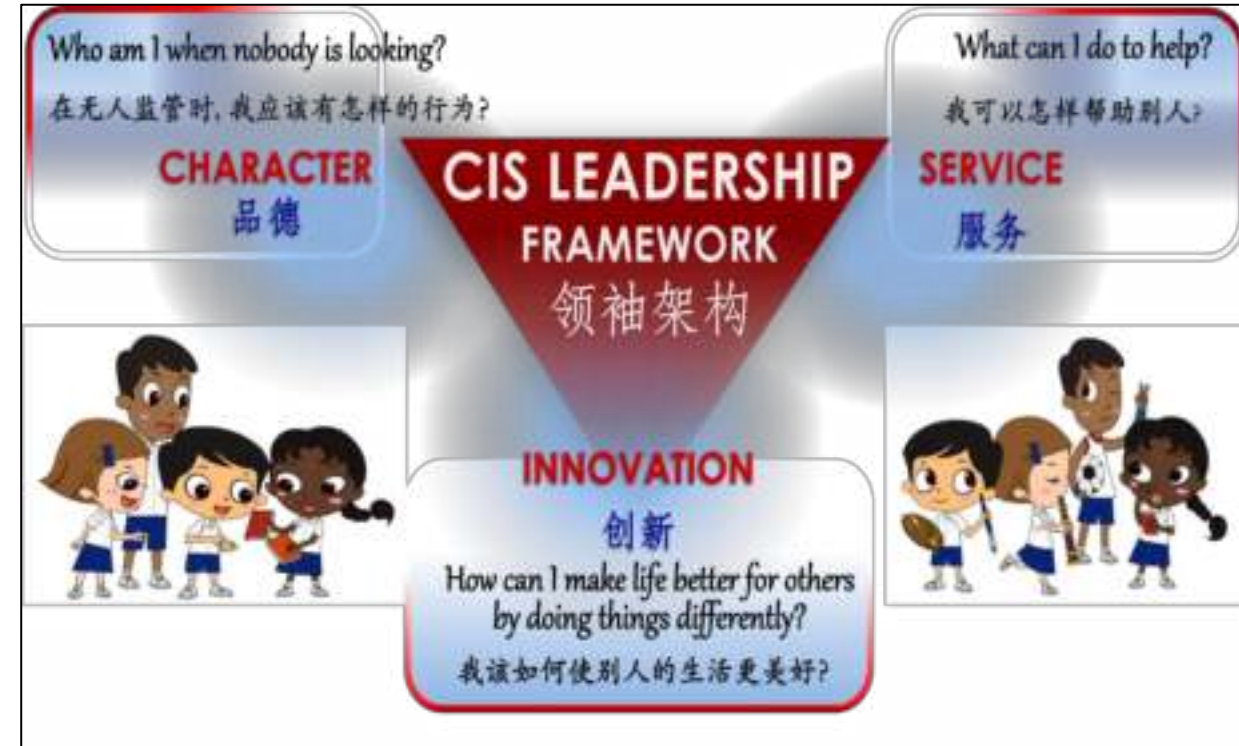 Who am I when nobody is looking?
在无人监管时, 我应该有怎样的行为?
CHARACTER
品德
What can I do to help?
我可以怎样帮助别人?
SERVICE
服务
CIS LEADERSHIP
FRAMEWORK
领袖架构
INNOVATION
创新
How can I make life better for others
by doing things differently?
我该如何使别人的生活更美好?